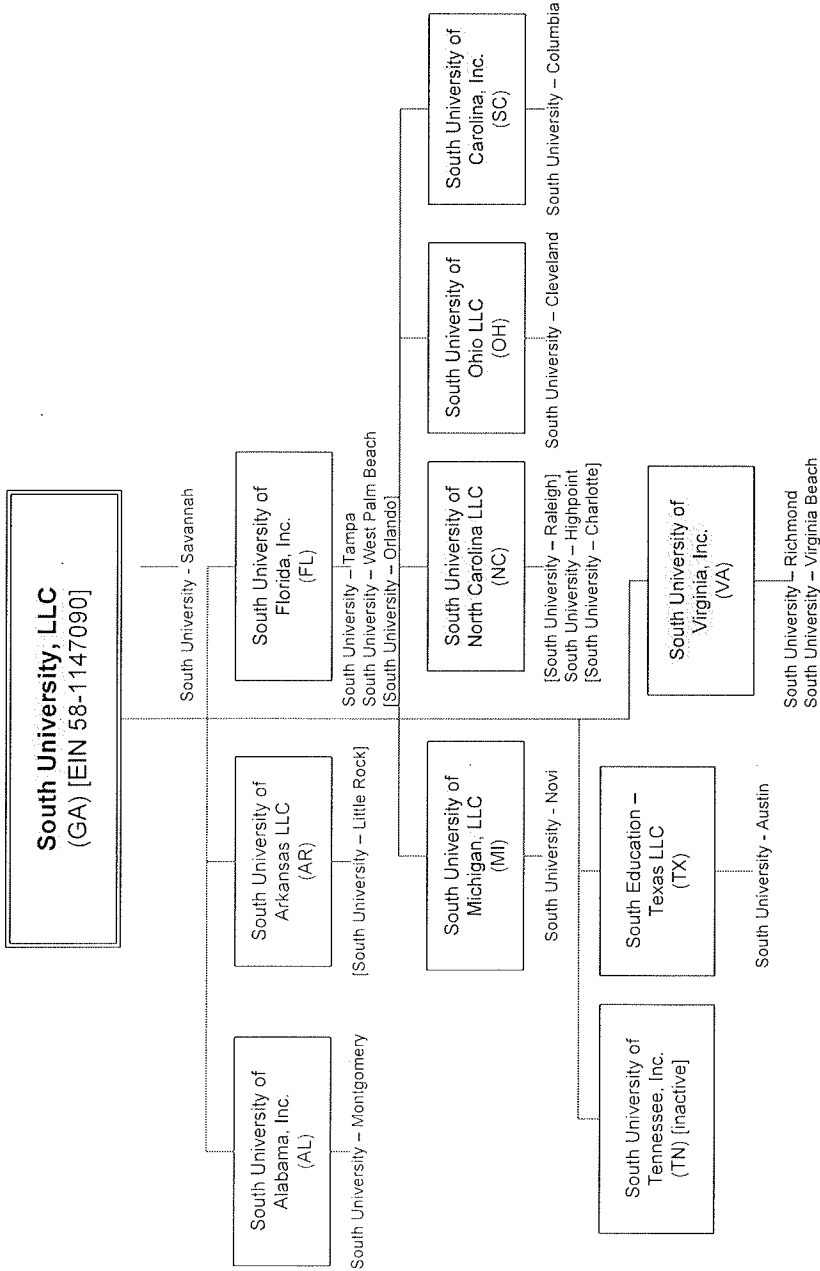 South University, LLC
(GA) [EIN 58-1147090]
South University - Savannah
South University of
Alabama, Inc.
(AL)
South University – Montgomery
South University of
Arkansas LLC
(AR)
[South University – Little Rock]
South University of
Florida, Inc.
(FL)
South University – Tampa
South University – West Palm Beach
[South University – Orlando]
South University of
Michigan, LLC
(MI)
South University - Novi
South University of
North Carolina LLC
(NC)
[South University – Raleigh]
South University – Highpoint
[South University – Charlotte]
South University of
Ohio LLC
(OH)
South University – Cleveland
South University of
Carolina, Inc.
(SC)
South University – Columbia
South University of
Tennessee, Inc.
(TN) [inactive]
South Education –
Texas LLC
(TX)
South University - Austin
South University of
Virginia, Inc.
(VA)
South University – Richmond
South University – Virginia Beach